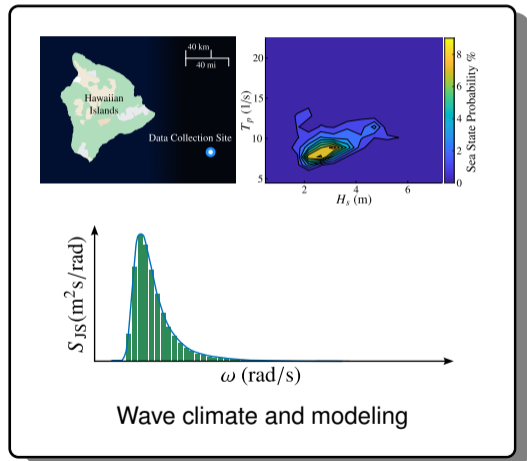 40 km
40 mi
Hawaiian
Islands
Data Collection Site
20
15
10
5
T_p (1/s)
2
4
6
H_s (m)
8
6
4
2
0
Sea State Probability %
S_JS(m²s/rad)
ω (rad/s)
Wave climate and modeling